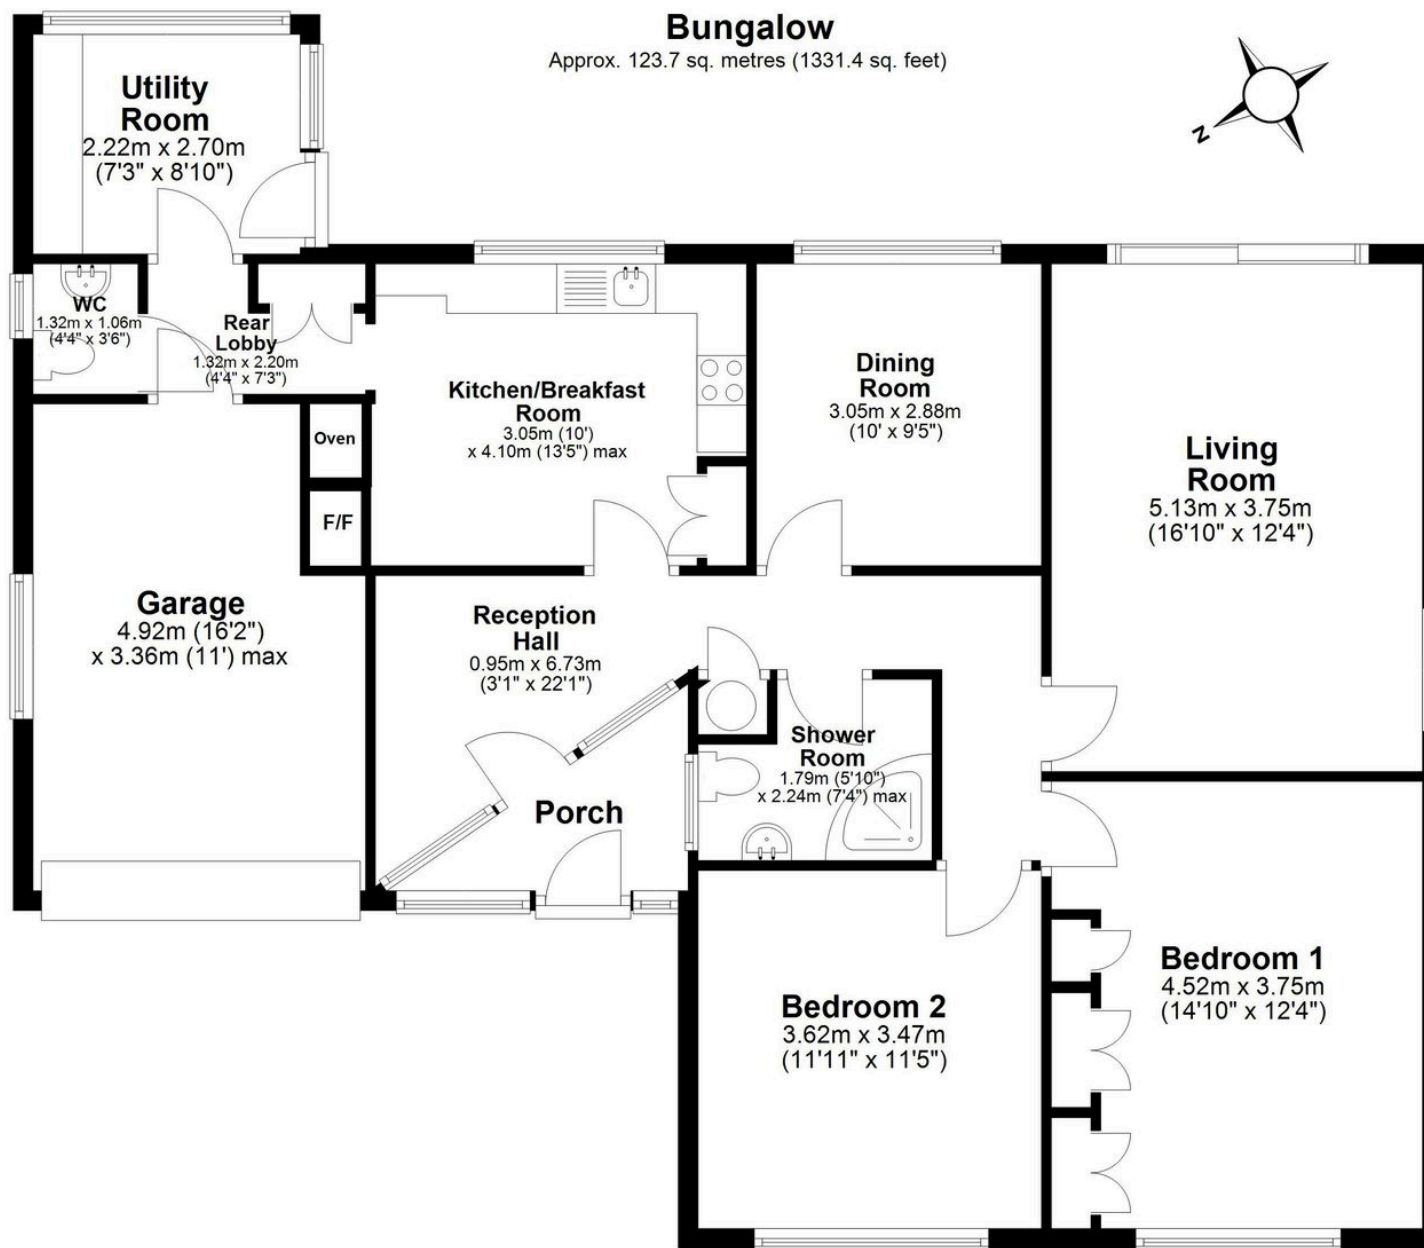 Bungalow
Approx. 123.7 sq. metres (1331.4 sq. feet)
N
Utility
Room
2.22m x 2.70m
(7'3" x 8'10")
WC
1.32m x 1.06m
(4'4" x 3'6")
Rear
Lobby
1.32m x 2.20m
(4'4" x 7'3")
Kitchen/Breakfast
Room
3.05m (10')
x 4.10m (13'5") max
Dining
Room
3.05m x 2.88m
(10' x 9'5")
Living
Room
5.13m x 3.75m
(16'10" x 12'4")
Oven
F/F
Garage
4.92m (16'2")
x 3.36m (11') max
Reception
Hall
0.95m x 6.73m
(3'1" x 22'1")
Shower
Room
1.79m (5'10")
x 2.24m (7'4") max
Porch
Bedroom 2
3.62m x 3.47m
(11'11" x 11'5")
Bedroom 1
4.52m x 3.75m
(14'10" x 12'4")